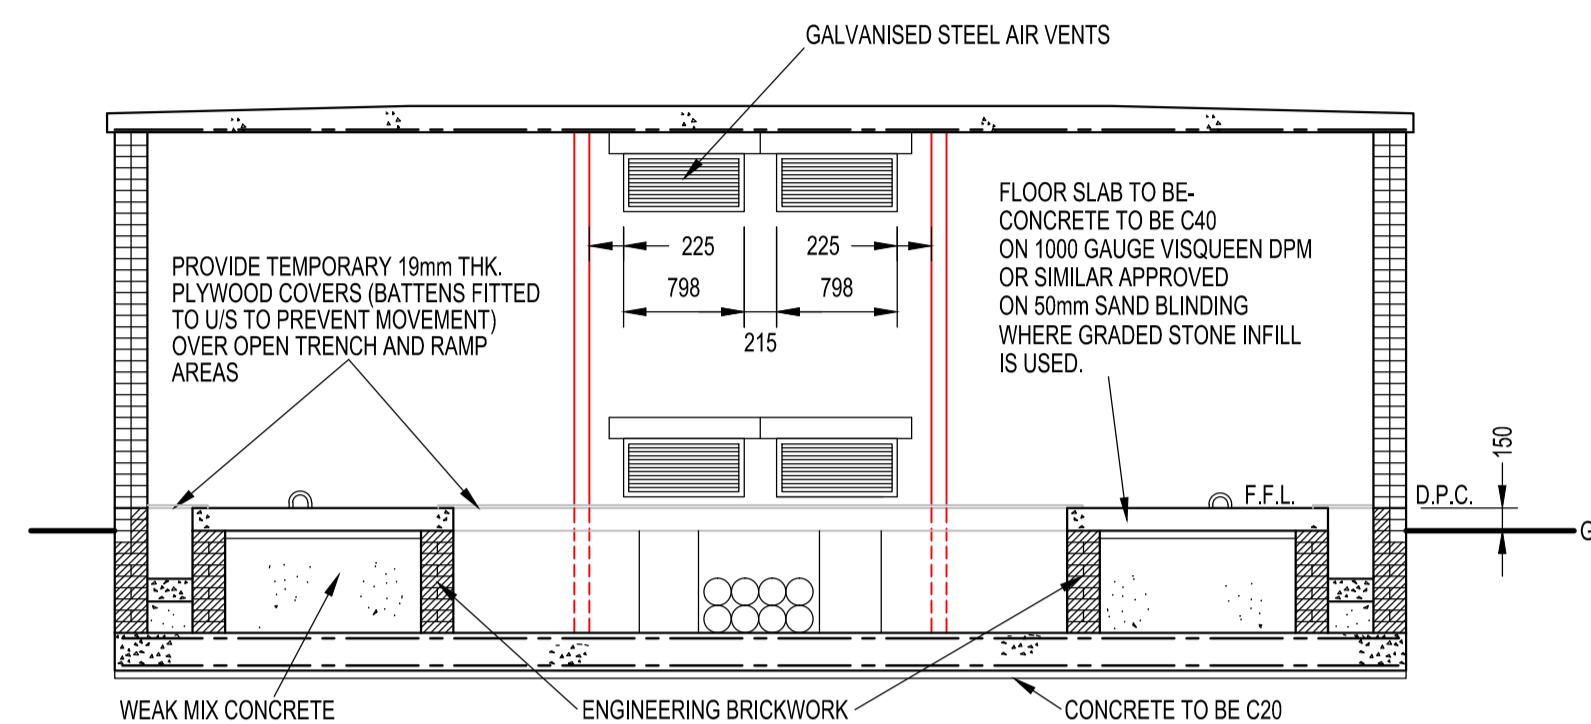 GALVANISED STEEL AIR VENTS
FLOOR SLAB TO BE-
CONCRETE TO BE C40
ON 1000 GAUGE VISQUEEN DPM
OR SIMILAR APPROVED
ON 50mm SAND BLINDING
WHERE GRADED STONE INFILL
IS USED.
PROVIDE TEMPORARY 19mm THK.
PLYWOOD COVERS (BATTENS FITTED
TO U/S TO PREVENT MOVEMENT)
OVER OPEN TRENCH AND RAMP
AREAS
225
225
798
798
215
150
F.F.L.
D.P.C.
G
WEAK MIX CONCRETE
ENGINEERING BRICKWORK
CONCRETE TO BE C20